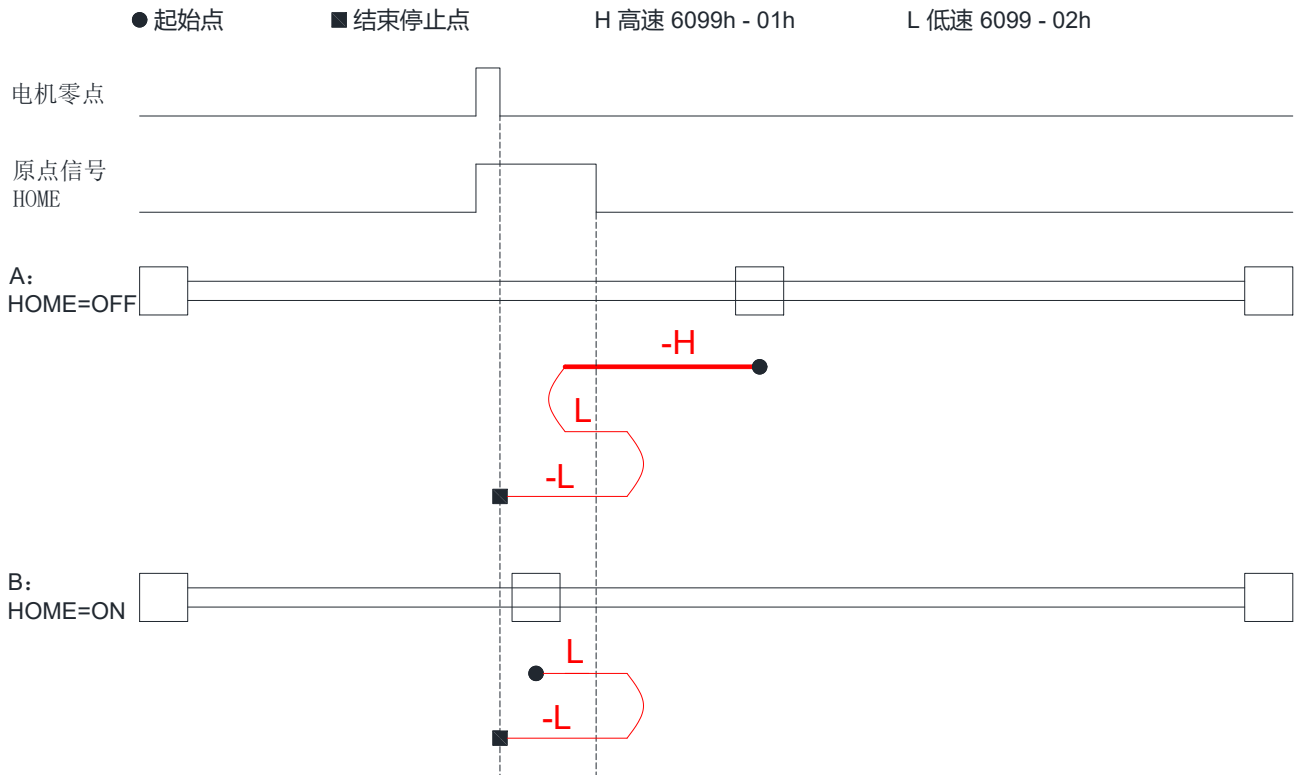 起始点 结束停止点 H 高速 6099h - 01h L 低速 6099 - 02h
电机零点
原点信号
HOME
A：
HOME=OFF
-H
L
-L
B：
HOME=ON
L
-L